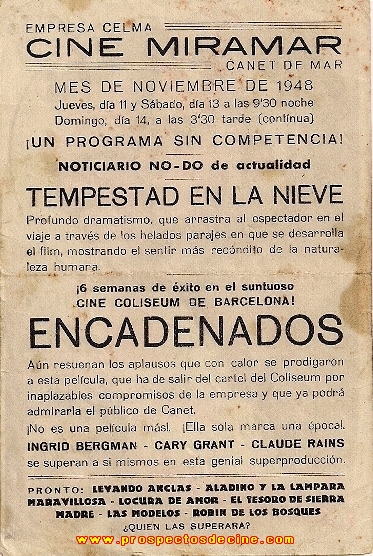 EMPRESA CELMA
CINE MIRAMAR
CANET DE MAR
MES DE NOVIEMBRE DE 1948
Jueves, día 11 y Sábado, día 13 a las 9'30 noche
Domingo, día 14, a las 3'30 tarde (contínua)
¡UN PROGRAMA SIN COMPETENCIA!
NOTICIARIO NO-DO de actualidad
TEMPESTAD EN LA NIEVE
Profundo dramatismo, que arrastra al espectador en el
viaje a través de los helados parajes en que se desarrolla
el film, mostrando el sentir más recóndito de la natura-
leza humana.
¡6 semanas de éxito en el suntuoso
CINE COLISEUM DE BARCELONA!
ENCADENADOS
Aún resuenan los aplausos que con calor se prodigaron
a esta película, que ha de salir del cartel del Coliseum por
inaplazables compromisos de la empresa y que ya podrá
admirarla el público de Canet.
¡No es una película más!. ¡Ella sola marca una época!.
INGRID BERGMAN - CARY GRANT - CLAUDE RAINS
se superan a si mismos en esta genial superproducción.
PRONTO: LEVANDO ANCLAS - ALADINO Y LA LAMPARA
MARAVILLOSA - LOCURA DE AMOR - EL TESORO DE SIERRA
MADRE - LAS MODELOS - ROBIN DE LOS BOSQUES
¿QUIEN LAS SUPERARA?
www.prospectosdecine.com